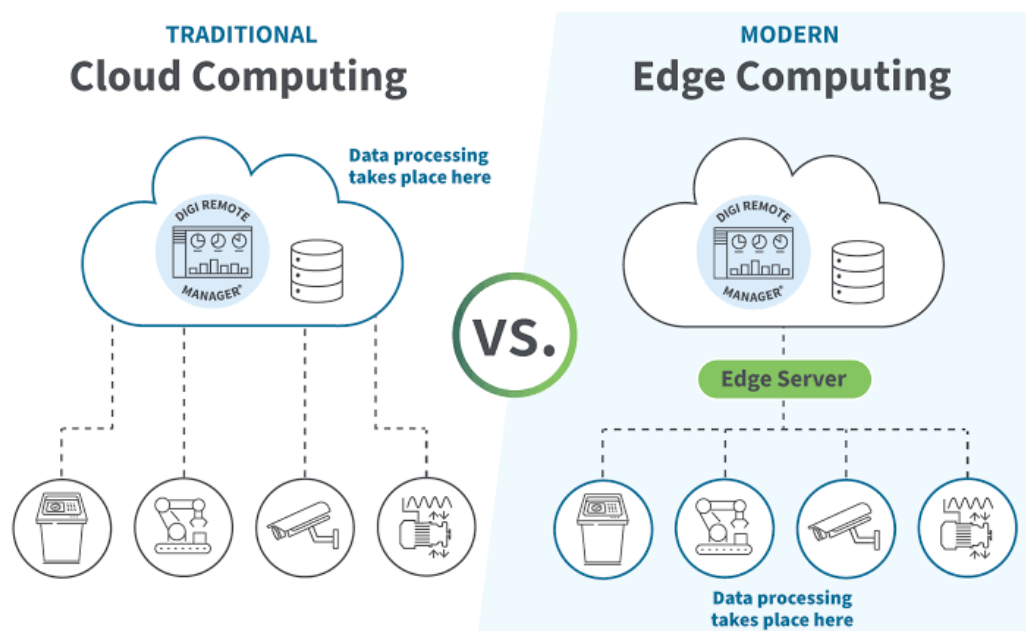 TRADITIONAL
Cloud Computing
Data processing
takes place here
DIGI REMOTE
MANAGER®
VS.
MODERN
Edge Computing
DIGI REMOTE
MANAGER®
Edge Server
Data processing
takes place here